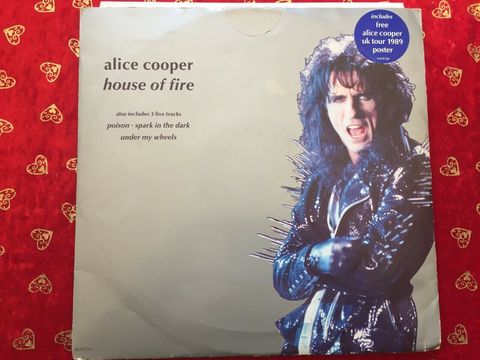 includes
free
alice cooper
uk tour 1989
poster
alice cooper
house of fire
also includes 3 live tracks
poison · spark in the dark
under my wheels